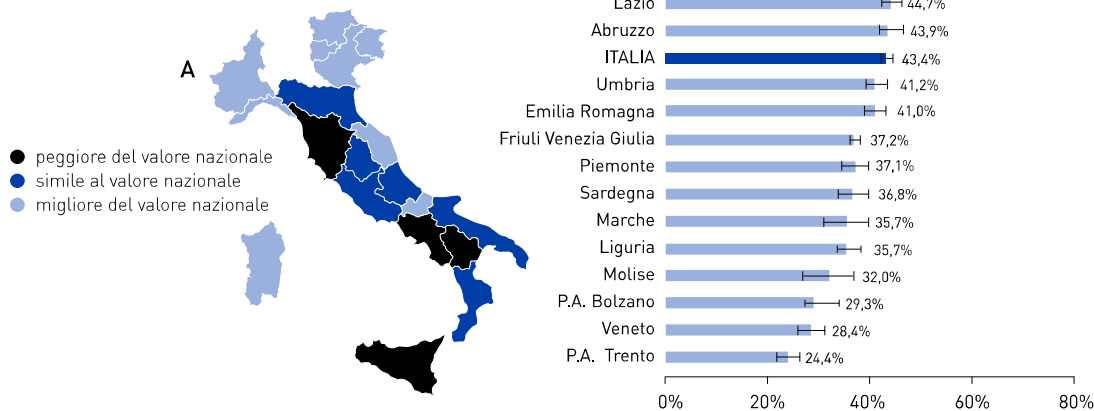 A
peggiore del valore nazionale
simile al valore nazionale
migliore del valore nazionale
Lazio 44,7%
Abruzzo 43,9%
ITALIA 43,4%
Umbria 41,2%
Emilia Romagna 41,0%
Friuli Venezia Giulia 37,2%
Piemonte 37,1%
Sardegna 36,8%
Marche 35,7%
Liguria 35,7%
Molise 32,0%
P.A. Bolzano 29,3%
Veneto 28,4%
P.A. Trento 24,4%
0% 20% 40% 60% 80%